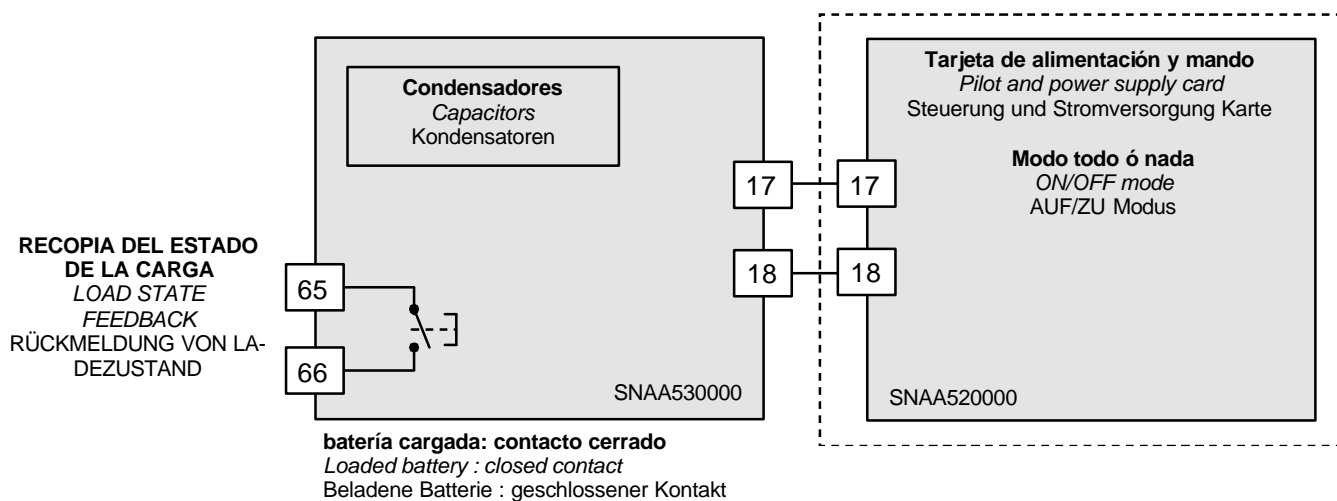 Condensadores
Capacitors
Kondensatoren
17
18
RECOPIA DEL ESTADO
DE LA CARGA
LOAD STATE
FEEDBACK
RÜCKMELDUNG VON LA-
DEZUSTAND
65
66
SNAA530000
batería cargada: contacto cerrado
Loaded battery : closed contact
Beladene Batterie : geschlossener Kontakt
Tarjeta de alimentación y mando
Pilot and power supply card
Steuerung und Stromversorgung Karte
Modo todo ó nada
ON/OFF mode
AUF/ZU Modus
17
18
SNAA520000